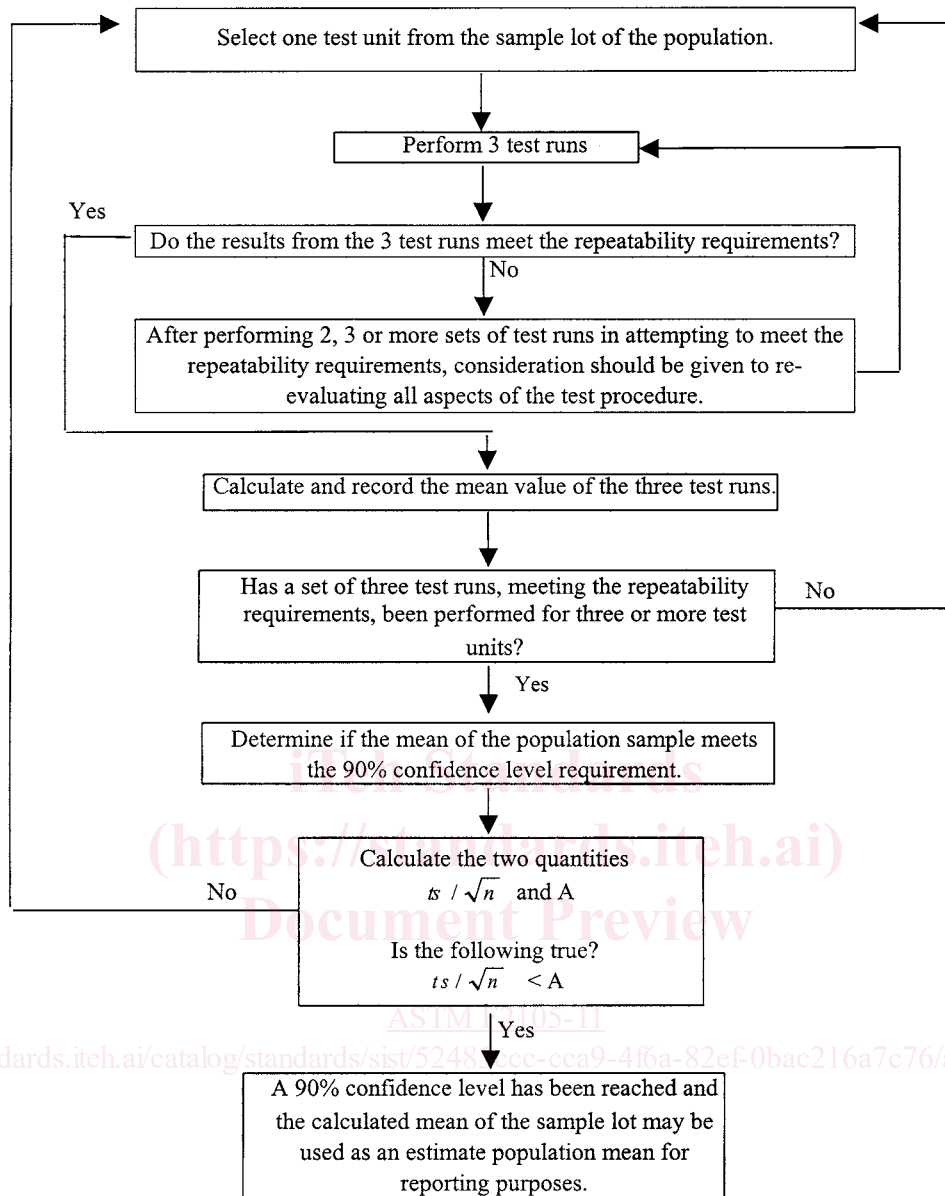 Select one test unit from the sample lot of the population.
Perform 3 test runs
Yes
Do the results from the 3 test runs meet the repeatability requirements?
No
After performing 2, 3 or more sets of test runs in attempting to meet the
repeatability requirements, consideration should be given to re-
evaluating all aspects of the test procedure.
Calculate and record the mean value of the three test runs.
Has a set of three test runs, meeting the repeatability
requirements, been performed for three or more test
units?
No
Yes
Determine if the mean of the population sample meets
the 90% confidence level requirement.
iTeh Standards
(https://standards.iteh.ai)
Document Preview
Calculate the two quantities
ts / √n and A
No
Is the following true?
ts / √n < A
ASTM
Yes
A 90% confidence level has been reached and
the calculated mean of the sample lot may be
used as an estimate population mean for
reporting purposes.